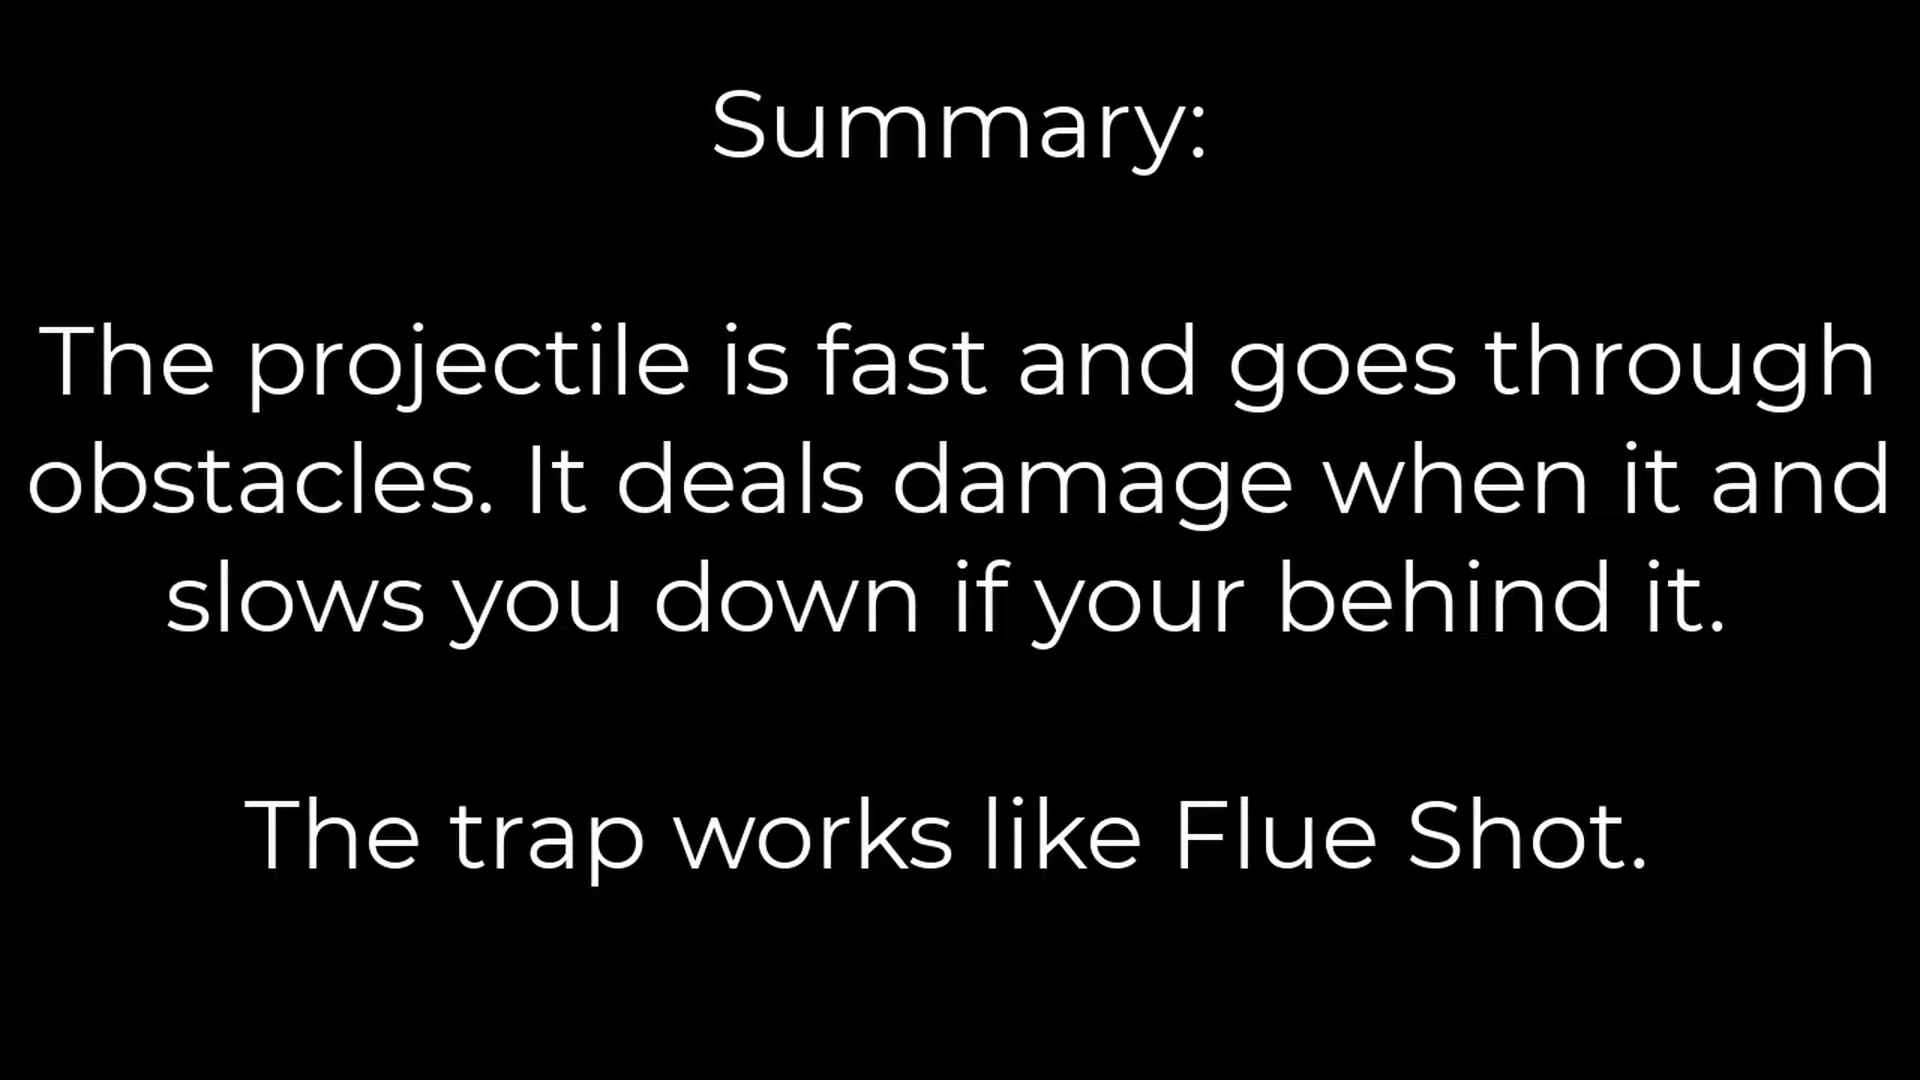 Summary:
The projectile is fast and goes through
obstacles. It deals damage when it and
slows you down if your behind it.
The trap works like Flue Shot.